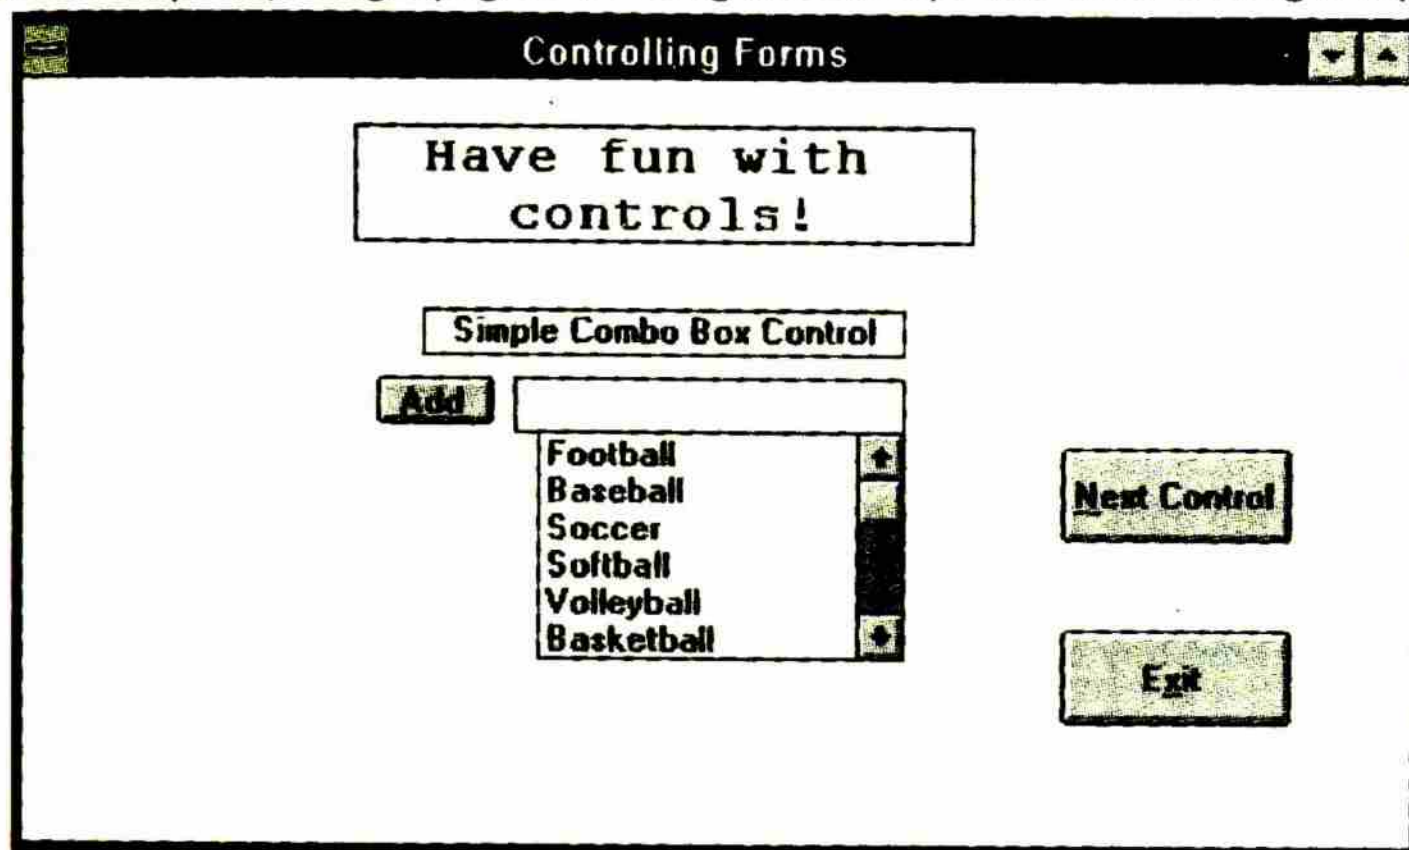 Controlling Forms
Have fun with
controls!
Simple Combo Box Control
Add
Football
Baseball
Soccer
Softball
Volleyball
Basketball
Next Control
Exit